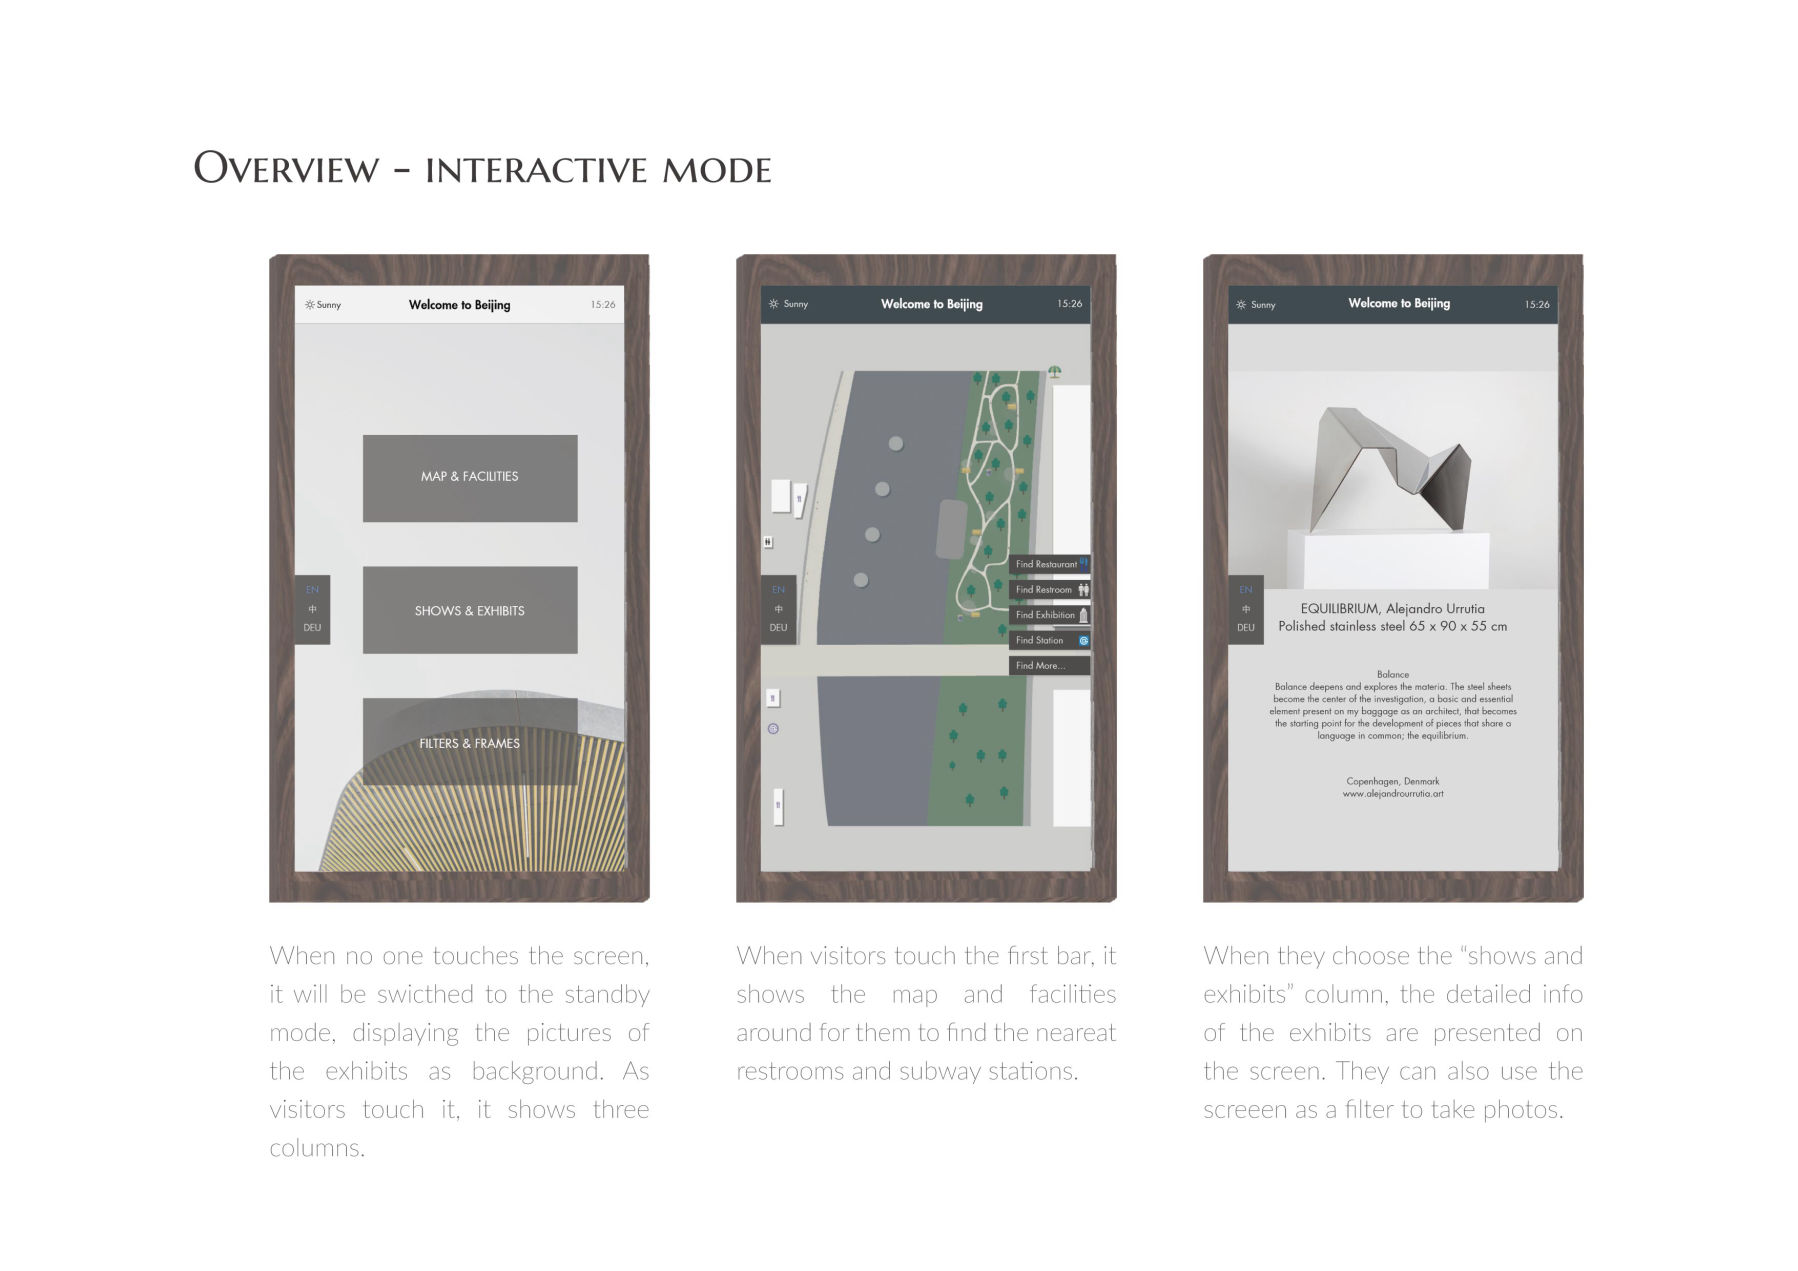 OVERVIEW - INTERACTIVE MODE
Sunny
Welcome to Beijing
15:26
MAP & FACILITIES
SHOWS & EXHIBITS
FILTERS & FRAMES
EN
中
DEU
Sunny
Welcome to Beijing
15:26
EN
中
DEU
Find Restaurant
Find Restroom
Find Exhibition
Find Station
Find More...
Sunny
Welcome to Beijing
15:26
EN
中
DEU
EQUILIBRIUM, Alejandro Urrutia
Polished stainless steel 65 x 90 x 55 cm
Balance
Balance deepens and explores the materia. The steel sheets
become the center of the investigation, a basic and essential
element present on my baggage as an architect, that becomes
the starting point for the development of pieces that share a
language in common; the equilibrium.
Copenhagen, Denmark
www.alejandrourrutia.art
When no one touches the screen,
it will be swicthed to the standby
mode, displaying the pictures of
the exhibits as background. As
visitors touch it, it shows three
columns.
When visitors touch the first bar, it
shows the map and facilities
around for them to find the neareat
restrooms and subway stations.
When they choose the “shows and
exhibits” column, the detailed info
of the exhibits are presented on
the screen. They can also use the
screeen as a filter to take photos.